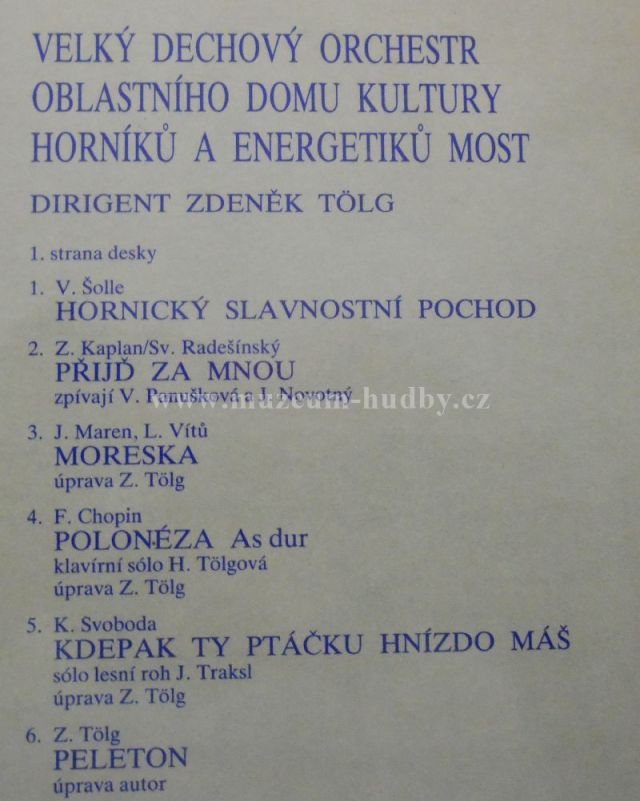 VELKÝ DECHOVÝ ORCHESTR
OBLASTNÍHO DOMU KULTURY
HORNÍKŮ A ENERGETIKŮ MOST
DIRIGENT ZDENĚK TÖLG
1. strana desky
1. V. Šolle
HORNICKÝ SLAVNOSTNÍ POCHOD
2. Z. Kaplan/Sv. Radešínský
PŘIJĎ ZA MNOU
zpívají V. Panušková a J. Novotný
www.muzeum-hudby.cz
3. J. Maren, L. Vítů
MORESKA
úprava Z. Tölg
4. F. Chopin
POLONÉZA As dur
klavírní sólo H. Tölgová
úprava Z. Tölg
5. K. Svoboda
KDEPAK TY PTÁČKU HNÍZDO MÁŠ
sólo lesní roh J. Traksl
úprava Z. Tölg
6. Z. Tölg
PELETON
úprava autor